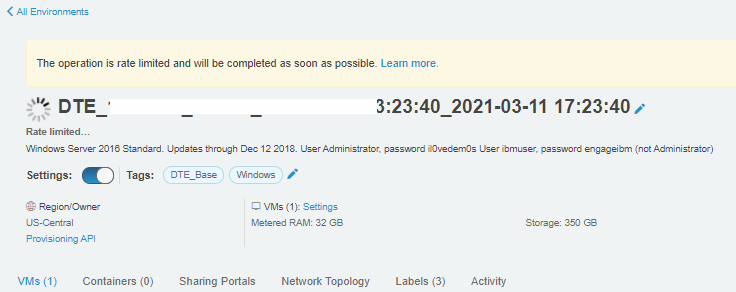 All Environments
The operation is rate limited and will be completed as soon as possible. Learn more.
DTE_ 3:23:40_2021-03-11 17:23:40
Rate limited...
Windows Server 2016 Standard. Updates through Dec 12 2018. User Administrator, password il0vedem0s User ibmuser, password engageibm (not Administrator)
Settings: Tags: DTE_Base Windows
Region/Owner
US-Central
Provisioning API
VMs (1): Settings
Metered RAM: 32 GB Storage: 350 GB
VMs (1) Containers (0) Sharing Portals Network Topology Labels (3) Activity